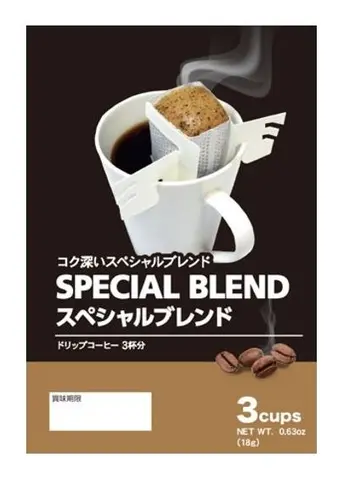 コク深いスペシャルブレンド
SPECIAL BLEND
スペシャルブレンド
ドリップコーヒー 3杯分
賞味期限
3cups
NET WT. 0.63oz
(18g)